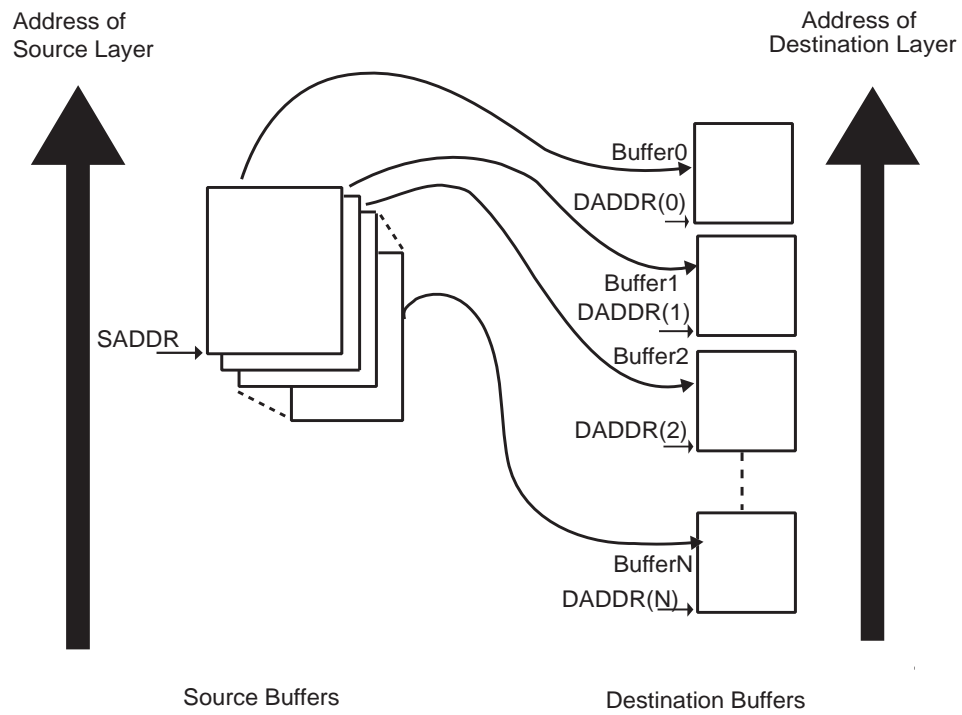 Address of
Source Layer
Address of
Destination Layer
Buffer0
DADDR(0)
Buffer1
DADDR(1)
SADDR
Buffer2
DADDR(2)
BufferN
DADDR(N)
Source Buffers
Destination Buffers